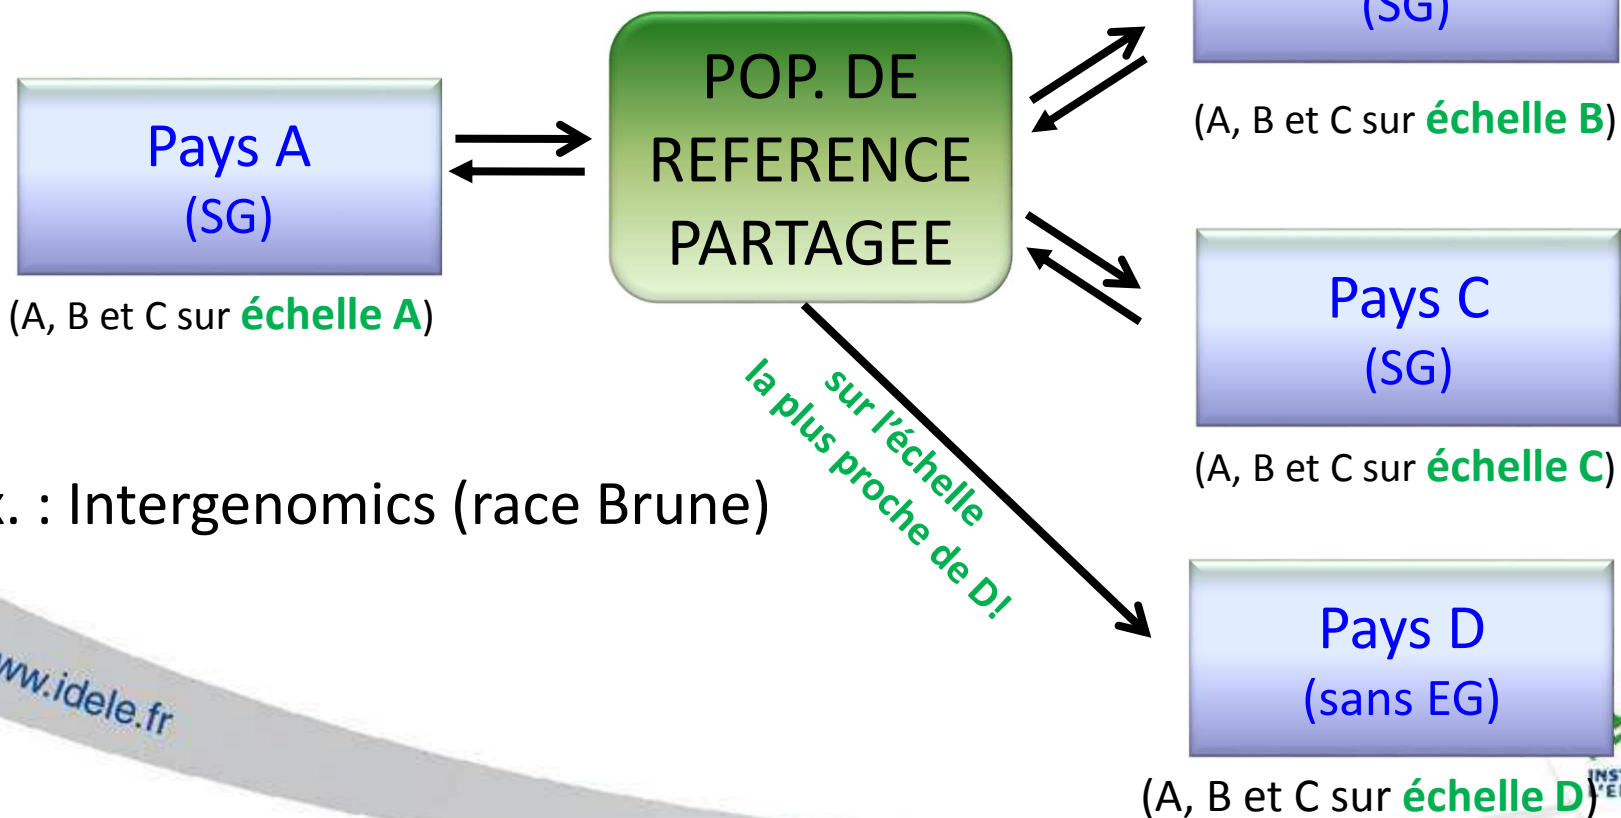 (SG)
POP. DE
REFERENCE
PARTAGEE
Pays A
(SG)
(A, B et C sur échelle B)
(A, B et C sur échelle A)
Pays C
(SG)
sur l'échelle
la plus proche de D!
(A, B et C sur échelle C)
. : Intergenomics (race Brune)
Pays D
(sans EG)
www.idele.fr
(A, B et C sur échelle D)